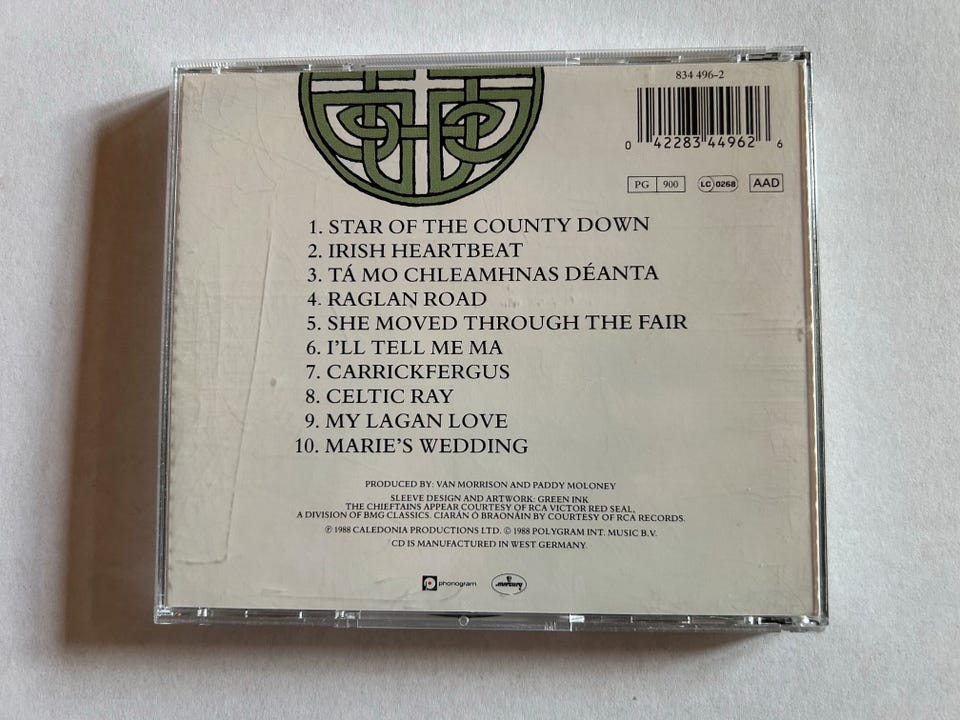 834 496-2
0 42283 44962 6
PG 900 LC 0268 AAD
1. STAR OF THE COUNTY DOWN
2. IRISH HEARTBEAT
3. TÁ MO CHLEAMHNAS DÉANTA
4. RAGLAN ROAD
5. SHE MOVED THROUGH THE FAIR
6. I'LL TELL ME MA
7. CARRICKFERGUS
8. CELTIC RAY
9. MY LAGAN LOVE
10. MARIE'S WEDDING
PRODUCED BY: VAN MORRISON AND PADDY MOLONEY
SLEEVE DESIGN AND ARTWORK: GREEN INK
THE CHIEFTAINS APPEAR COURTESY OF RCA VICTOR RED SEAL,
A DIVISION OF BMG CLASSICS. CIARÁN Ó BRAONÁIN BY COURTESY OF RCA RECORDS.
℗ 1988 CALEDONIA PRODUCTIONS LTD. © 1988 POLYGRAM INT. MUSIC B.V.
CD IS MANUFACTURED IN WEST GERMANY.
phonogram mercury